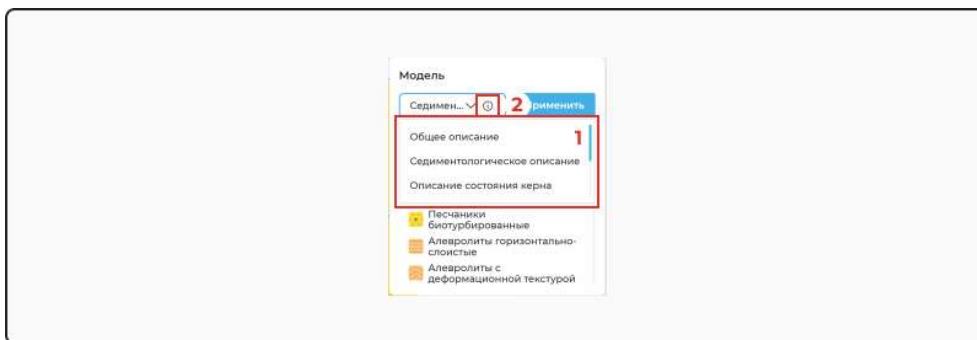 Модель
Седимен... 2 рименить
Общее описание 1
Седиментологическое описание
Описание состояния керна
Песчаники
биотурбированные
Алевролиты горизонтально-
слоистые
Алевролиты с
деформационной текстурой